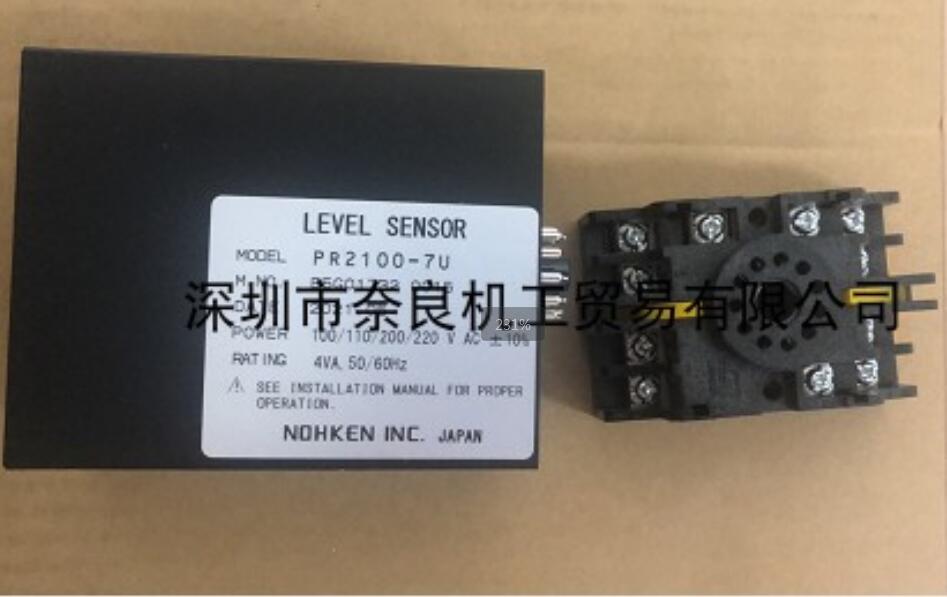 LEVEL SENSOR
MODEL PR2100-7U
M.NO.
深圳市奈良机工贸易有限公司
231%
POWER 100/110/200/220 V AC ±10%
RATING 4VA, 50/60Hz
⚠ SEE INSTALLATION MANUAL FOR PROPER
OPERATION.
NOHKEN INC. JAPAN